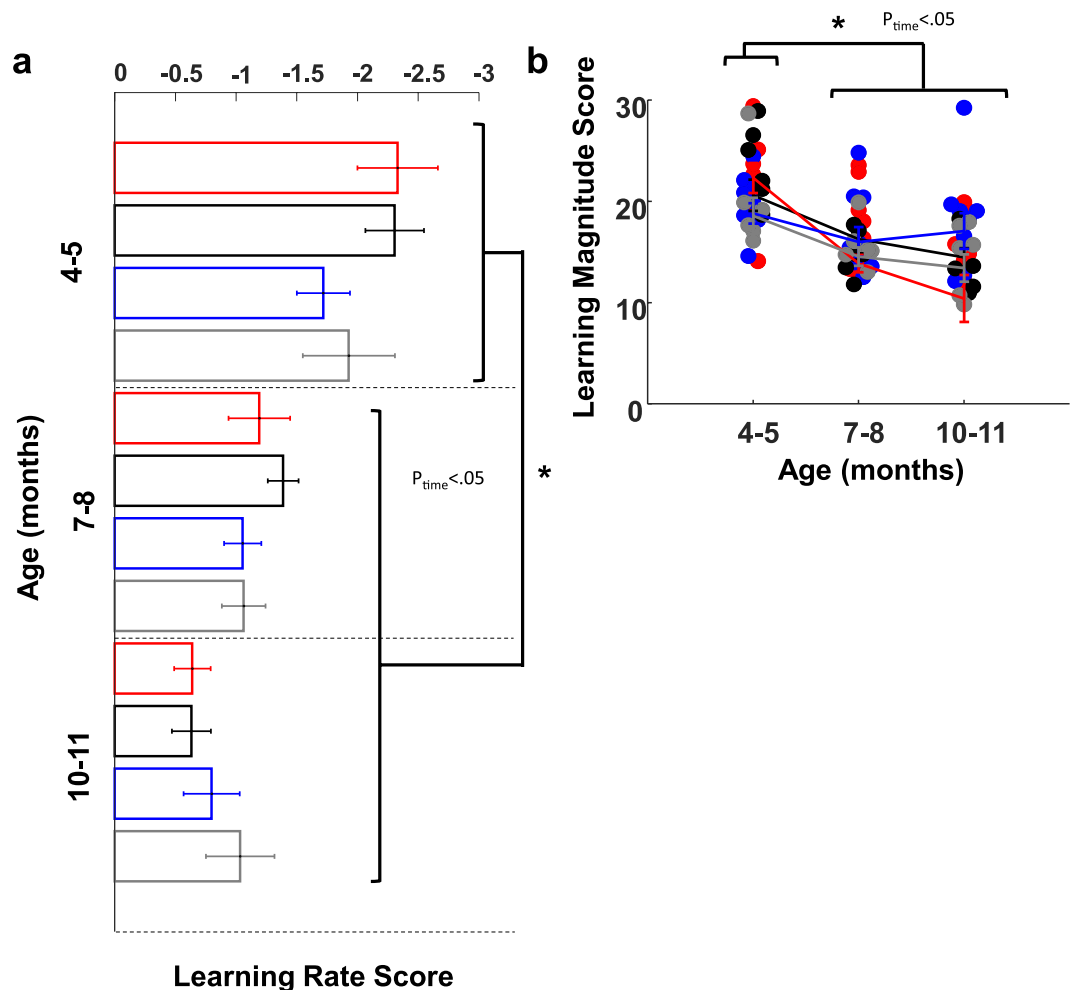 a
0 -0.5 -1 -1.5 -2 -2.5 -3
Age (months)
4-5
7-8
10-11
Ptime<.05
*
Learning Rate Score
b
* Ptime<.05
Learning Magnitude Score
30
20
10
0
4-5 7-8 10-11
Age (months)